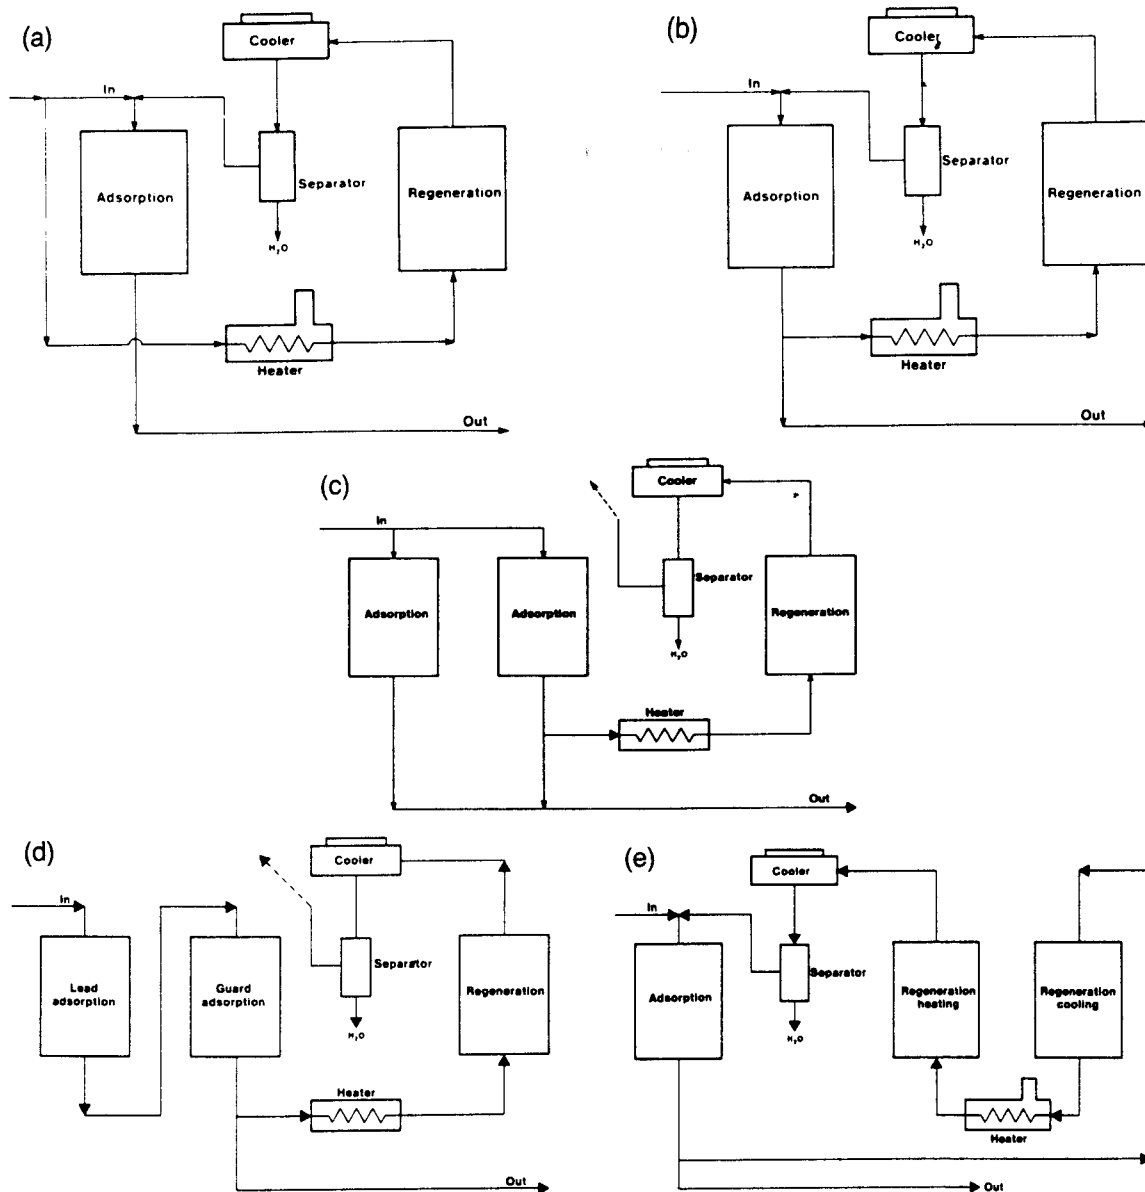 (a)
Cooler
In
Adsorption
Separator
Regeneration
H₂O
Heater
Out
(b)
Cooler
In
Adsorption
Separator
Regeneration
H₂O
Heater
Out
(c)
Cooler
In
Adsorption
Adsorption
Separator
Regeneration
H₂O
Heater
Out
(d)
Cooler
In
Lead
adsorption
Guard
adsorption
Separator
Regeneration
H₂O
Heater
Out
(e)
Cooler
In
Adsorption
Separator
Regeneration
heating
Regeneration
cooling
H₂O
Heater
Out